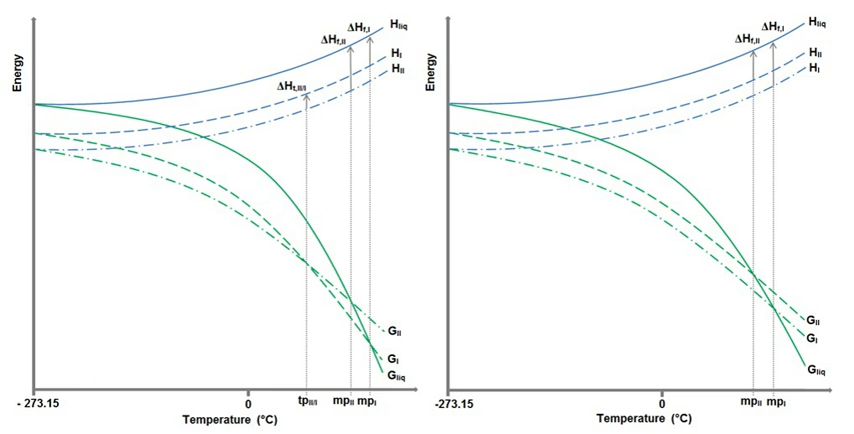 Energy
ΔHf,I
ΔHf,II
ΔHt,II/I
Hliq
HI
HII
GII
GI
Gliq
- 273.15
0
tpII/I
mpII
mpI
Temperature (°C)
Energy
ΔHf,I
ΔHf,II
Hliq
HII
HI
GII
GI
Gliq
-273.15
0
mpII
mpI
Temperature (°C)